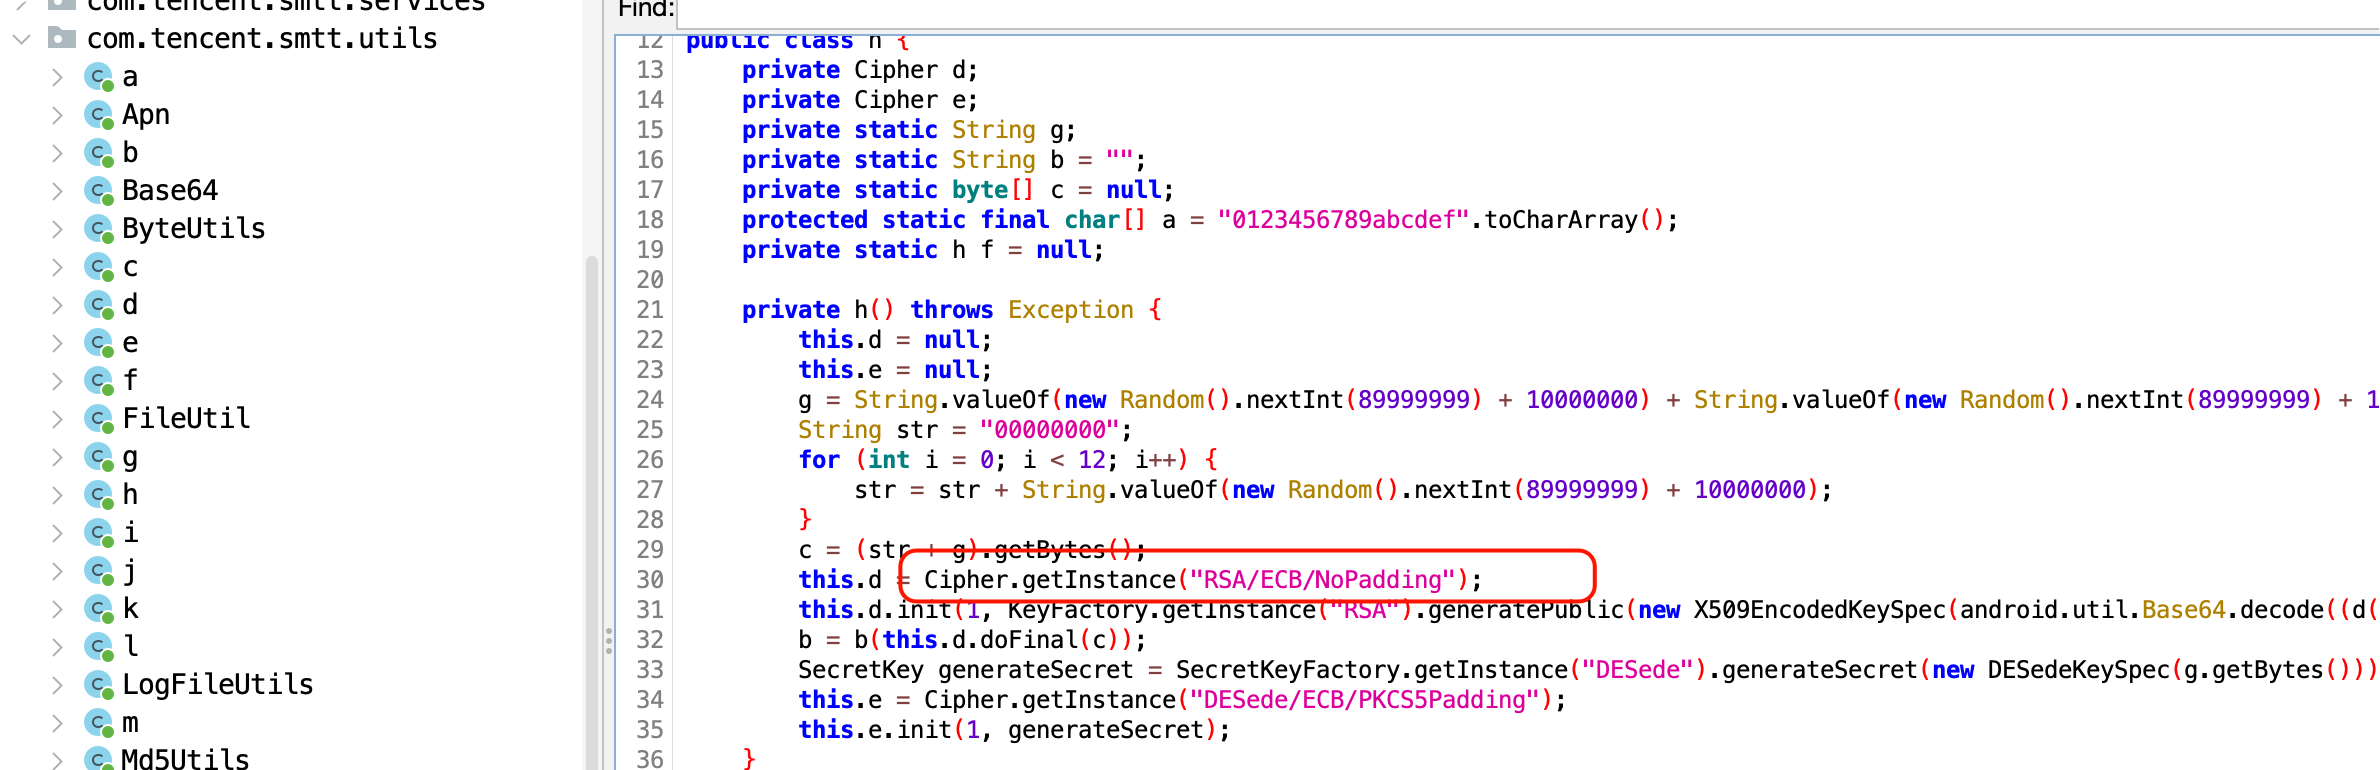 com.tencent.smtt.services
com.tencent.smtt.utils
a
Apn
b
Base64
ByteUtils
c
d
e
f
FileUtil
g
h
i
j
k
l
LogFileUtils
m
Md5Utils
Find:
12 public class h {
13 private Cipher d;
14 private Cipher e;
15 private static String g;
16 private static String b = "";
17 private static byte[] c = null;
18 protected static final char[] a = "0123456789abcdef".toCharArray();
19 private static h f = null;
20
21 private h() throws Exception {
22 this.d = null;
23 this.e = null;
24 g = String.valueOf(new Random().nextInt(89999999) + 10000000) + String.valueOf(new Random().nextInt(89999999) + 1
25 String str = "00000000";
26 for (int i = 0; i < 12; i++) {
27 str = str + String.valueOf(new Random().nextInt(89999999) + 10000000);
28 }
29 c = (str + g).getBytes();
30 this.d = Cipher.getInstance("RSA/ECB/NoPadding");
31 this.d.init(1, KeyFactory.getInstance("RSA").generatePublic(new X509EncodedKeySpec(android.util.Base64.decode((d(
32 b = b(this.d.doFinal(c));
33 SecretKey generateSecret = SecretKeyFactory.getInstance("DESede").generateSecret(new DESedeKeySpec(g.getBytes()))
34 this.e = Cipher.getInstance("DESede/ECB/PKCS5Padding");
35 this.e.init(1, generateSecret);
36 }